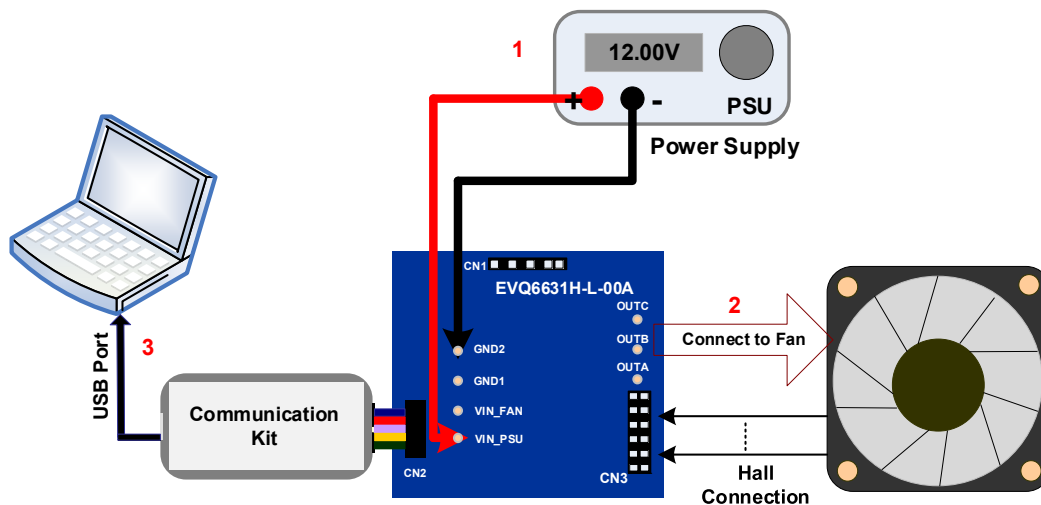 1
12.00V
+
-
PSU
Power Supply
CN1
EVQ6631H-L-00A
OUTC
OUTB
OUTA
2
Connect to Fan
GND2
GND1
VIN_FAN
VIN_PSU
USB Port
3
Communication
Kit
CN2
CN3
Hall
Connection